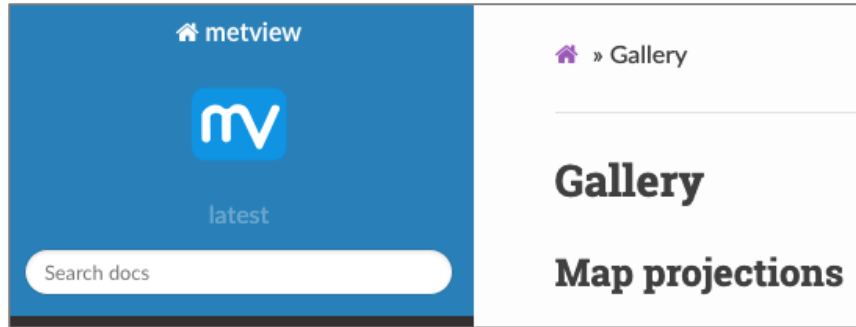 metview
mv
latest
Search docs
» Gallery
Gallery
Map projections